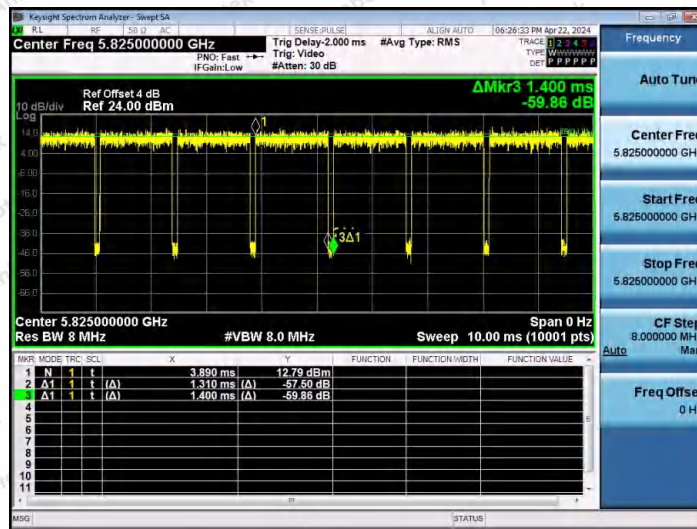 Keysight Spectrum Analyzer - Swept SA
R L RF 50 Ω AC SENSE:PULSE ALIGN AUTO 06:26:33 PM Apr 22, 2024
Center Freq 5.825000000 GHz
PNO: Fast
IFGain:Low
Trig Delay-2.000 ms
Trig: Video
#Atten: 30 dB
#Avg Type: RMS
TRACE 1 2 3 4 5 6
TYPE W
DET P P P P P P
Frequency
Auto Tune
Center Freq
5.825000000 GH
Start Freq
5.825000000 GH
Stop Freq
5.825000000 GH
CF Step
8.000000 MH
Auto Ma
Freq Offse
0 H
ΔMkr3 1.400 ms
-59.86 dB
Ref Offset 4 dB
10 dB/div Ref 24.00 dBm
Log
14.0
4.00
-6.00
-16.0
-26.0
-36.0
-46.0
-56.0
-66.0
1
3Δ1
Center 5.825000000 GHz Span 0 Hz
Res BW 8 MHz #VBW 8.0 MHz Sweep 10.00 ms (10001 pts)
MKR MODE TRC SCL X Y FUNCTION FUNCTION WIDTH FUNCTION VALUE
1 N 1 t 3.890 ms 12.79 dBm
2 Δ1 1 t (Δ) 1.310 ms (Δ) -57.50 dB
3 Δ1 1 t (Δ) 1.400 ms (Δ) -59.86 dB
4
5
6
7
8
9
10
11
MSG STATUS